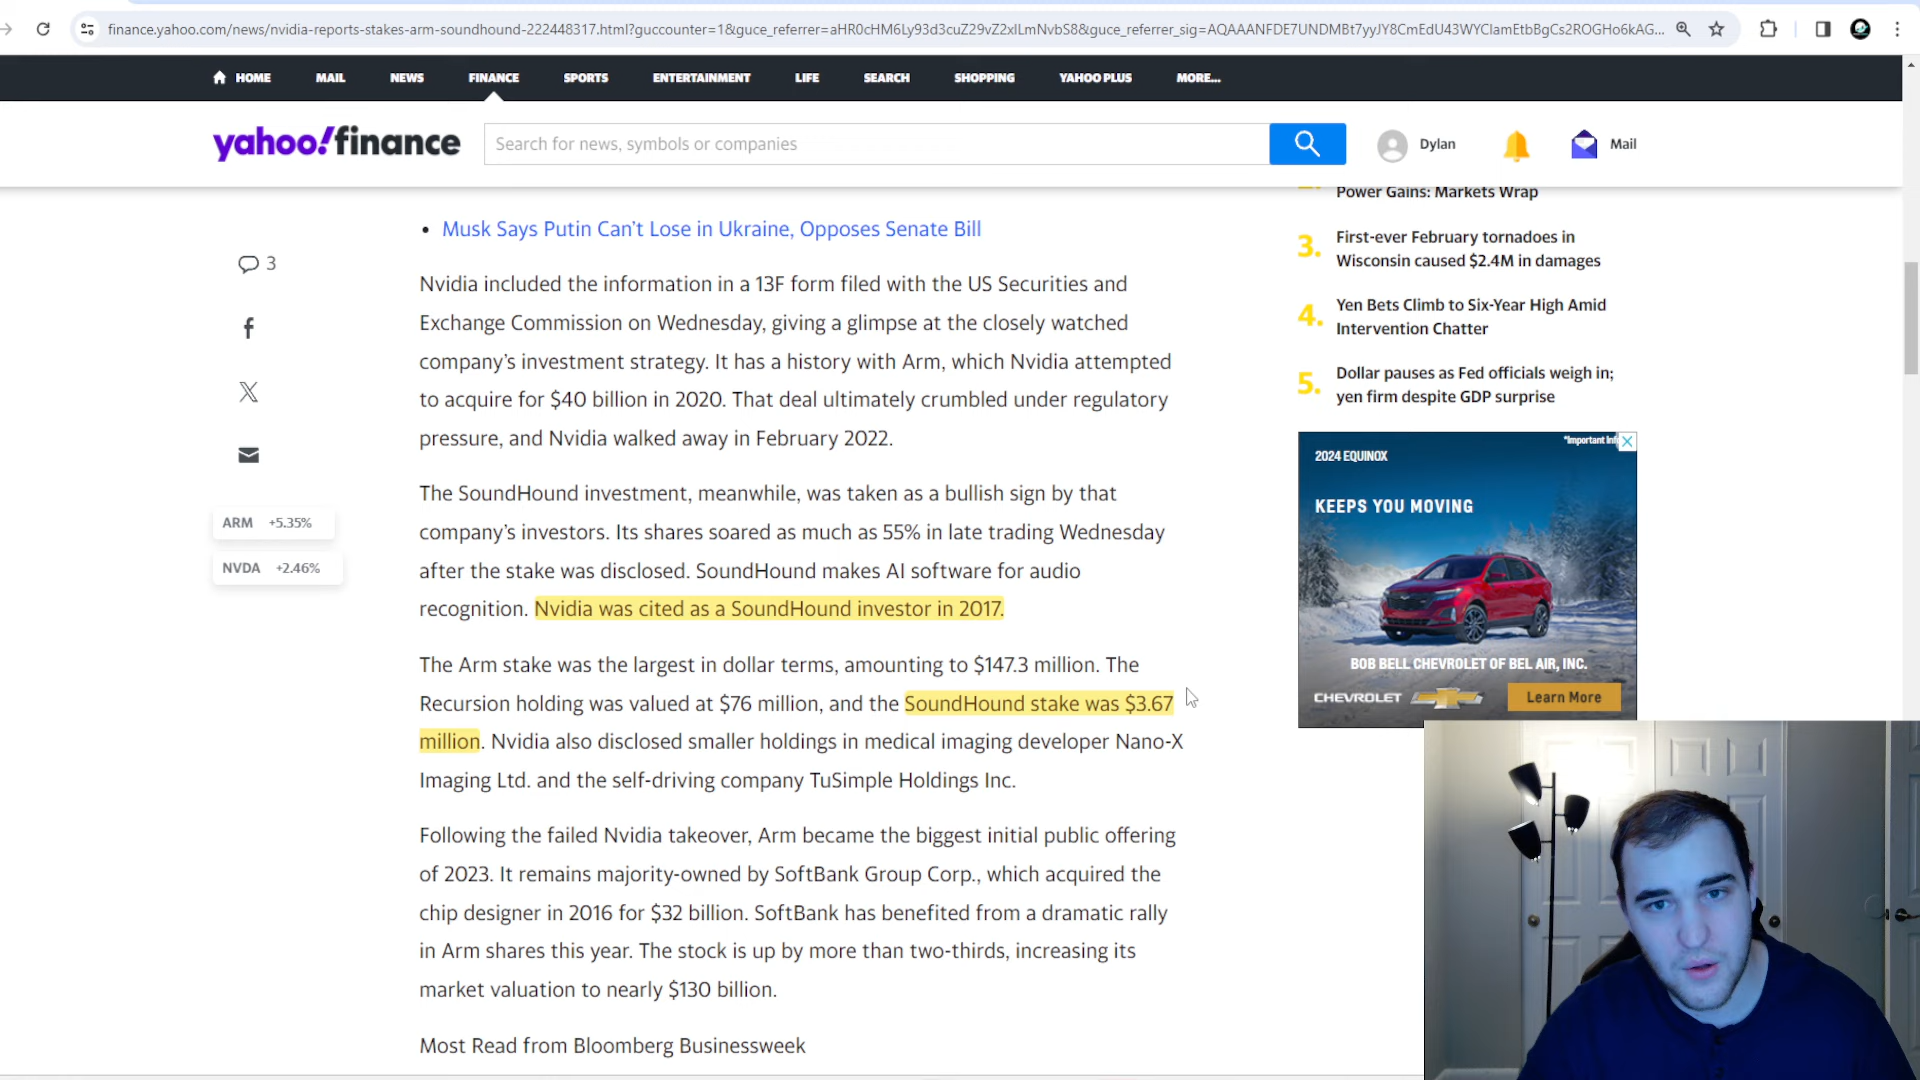 finance.yahoo.com/news/nvidia-reports-stakes-arm-soundhound-222448317.html?guccounter=1&guce_referrer=aHR0cHM6Ly93d3cuZ29vZ2xlLmNvbS8&guce_referrer_sig=AQAAANFDE7UNDMBt7yyJY8CmEdU43WYClamEtbBgCs2ROGHo6kAG...
HOME MAIL NEWS FINANCE SPORTS ENTERTAINMENT LIFE SEARCH SHOPPING YAHOO PLUS MORE...
yahoo!finance
Search for news, symbols or companies
Dylan
Mail
• Musk Says Putin Can't Lose in Ukraine, Opposes Senate Bill
3
Nvidia included the information in a 13F form filed with the US Securities and
Exchange Commission on Wednesday, giving a glimpse at the closely watched
company's investment strategy. It has a history with Arm, which Nvidia attempted
to acquire for $40 billion in 2020. That deal ultimately crumbled under regulatory
pressure, and Nvidia walked away in February 2022.
The SoundHound investment, meanwhile, was taken as a bullish sign by that
company's investors. Its shares soared as much as 55% in late trading Wednesday
after the stake was disclosed. SoundHound makes AI software for audio
recognition. Nvidia was cited as a SoundHound investor in 2017.
ARM +5.35%
NVDA +2.46%
The Arm stake was the largest in dollar terms, amounting to $147.3 million. The
Recursion holding was valued at $76 million, and the SoundHound stake was $3.67
million. Nvidia also disclosed smaller holdings in medical imaging developer Nano-X
Imaging Ltd. and the self-driving company TuSimple Holdings Inc.
Following the failed Nvidia takeover, Arm became the biggest initial public offering
of 2023. It remains majority-owned by SoftBank Group Corp., which acquired the
chip designer in 2016 for $32 billion. SoftBank has benefited from a dramatic rally
in Arm shares this year. The stock is up by more than two-thirds, increasing its
market valuation to nearly $130 billion.
Most Read from Bloomberg Businessweek
Power Gains: Markets Wrap
3. First-ever February tornadoes in
Wisconsin caused $2.4M in damages
4. Yen Bets Climb to Six-Year High Amid
Intervention Chatter
5. Dollar pauses as Fed officials weigh in;
yen firm despite GDP surprise
*Important
2024 EQUINOX
KEEPS YOU MOVING
BOB BELL CHEVROLET OF BEL AIR, INC.
CHEVROLET
Learn More